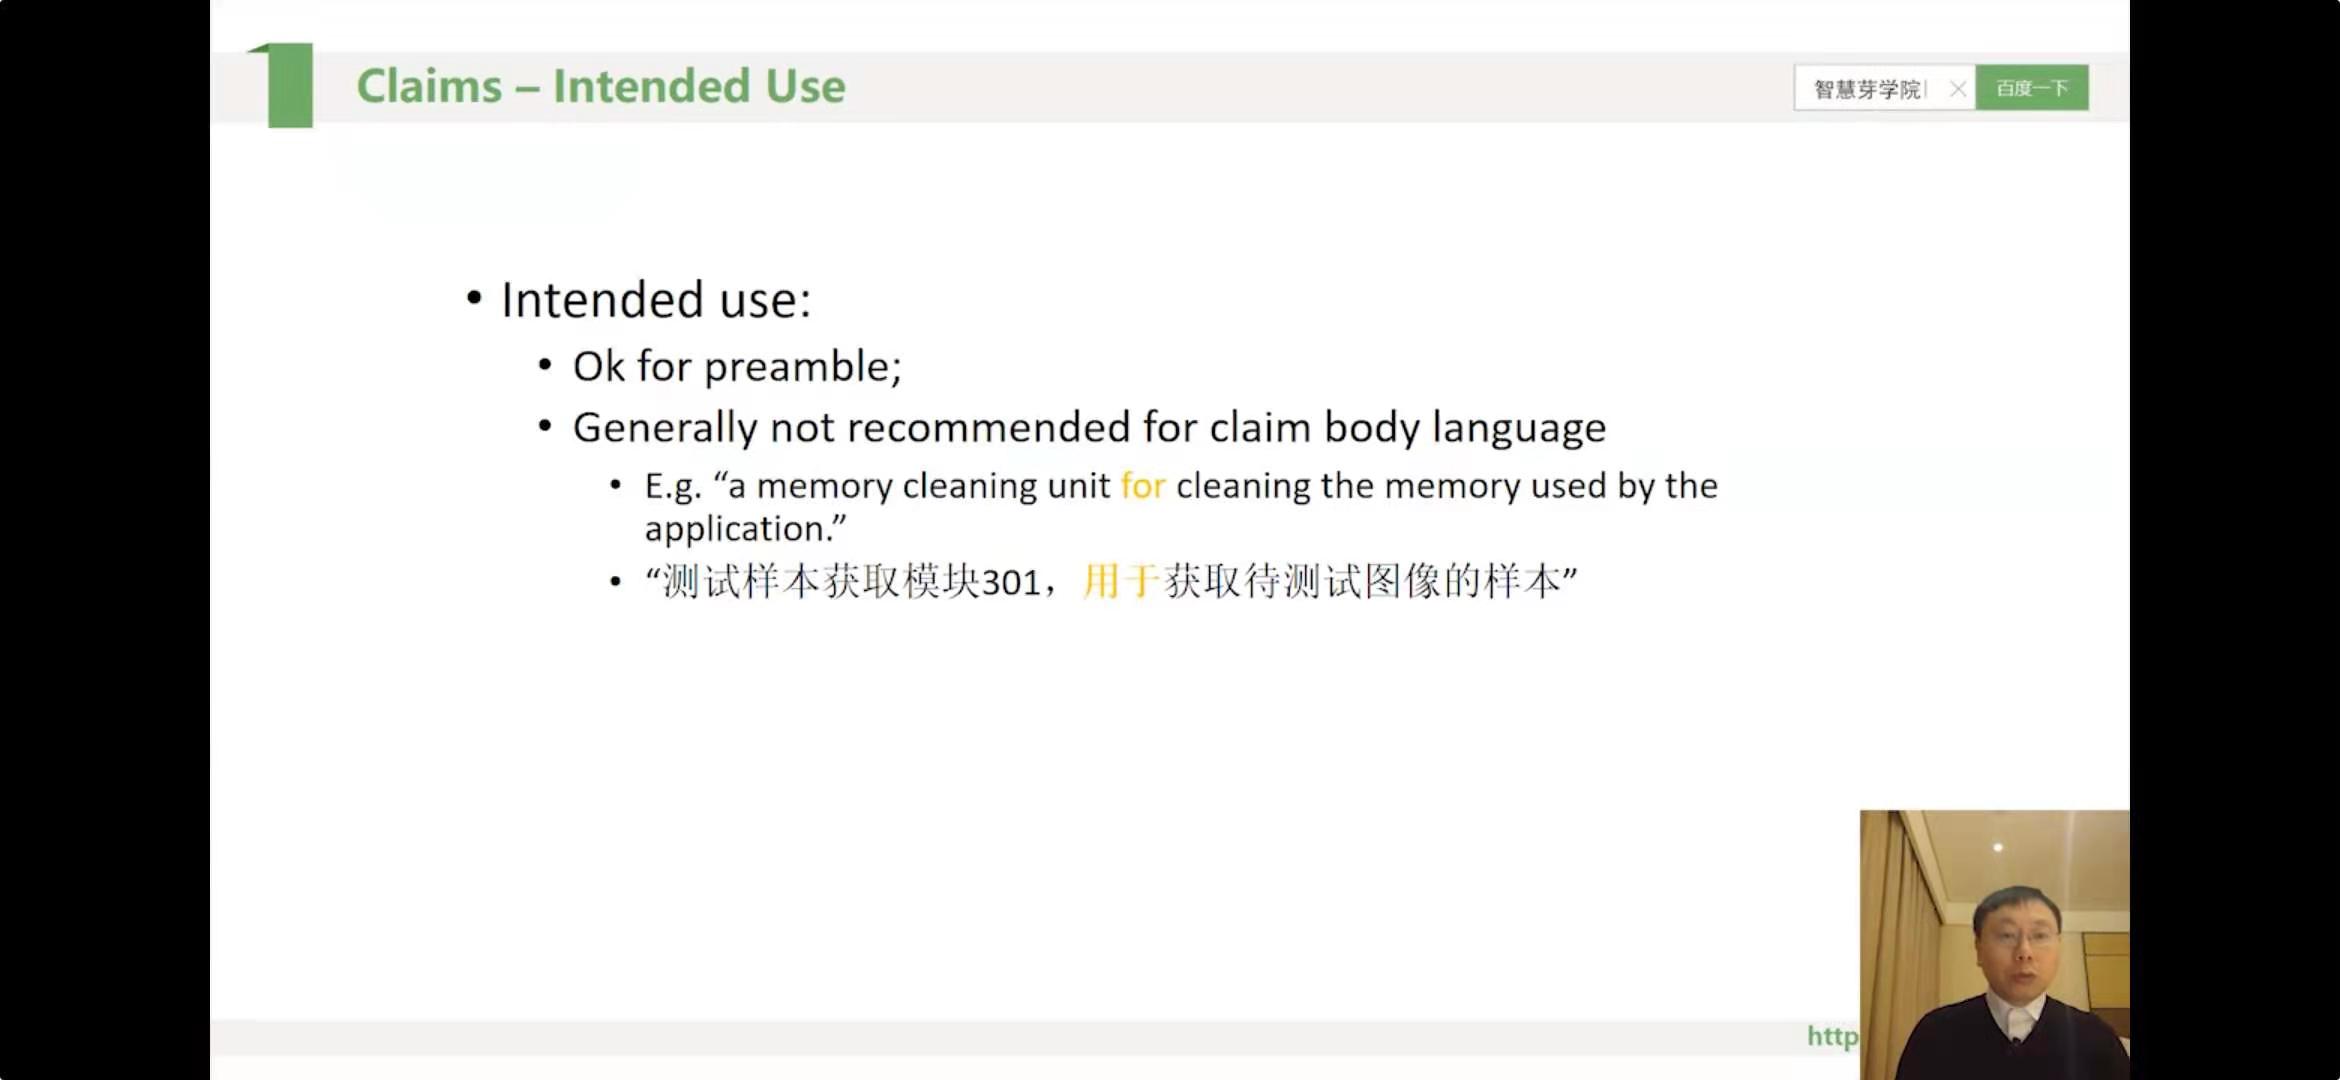 Claims – Intended Use
智慧芽学院
百度一下
• Intended use:
• Ok for preamble;
• Generally not recommended for claim body language
• E.g. “a memory cleaning unit for cleaning the memory used by the
application.”
• “测试样本获取模块301，用于获取待测试图像的样本”
http